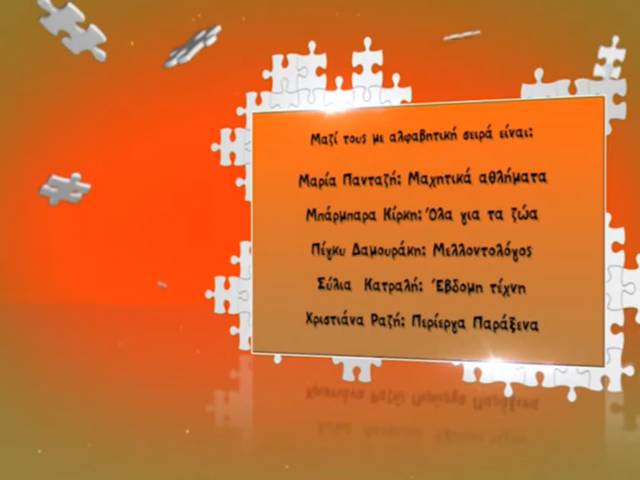 Μαζί τους με αλφαβητική σειρά είναι:
Μαρία Πανταζή: Μαχητικά αθλήματα
Μπάρμπαρα Κίρκη: Όλα για τα ζώα
Πίγκυ Δαμουράκη: Μελλοντολόγος
Σύλια Κατραλή: Έβδομη τέχνη
Χριστιάνα Ραζή: Περίεργα Παράξενα